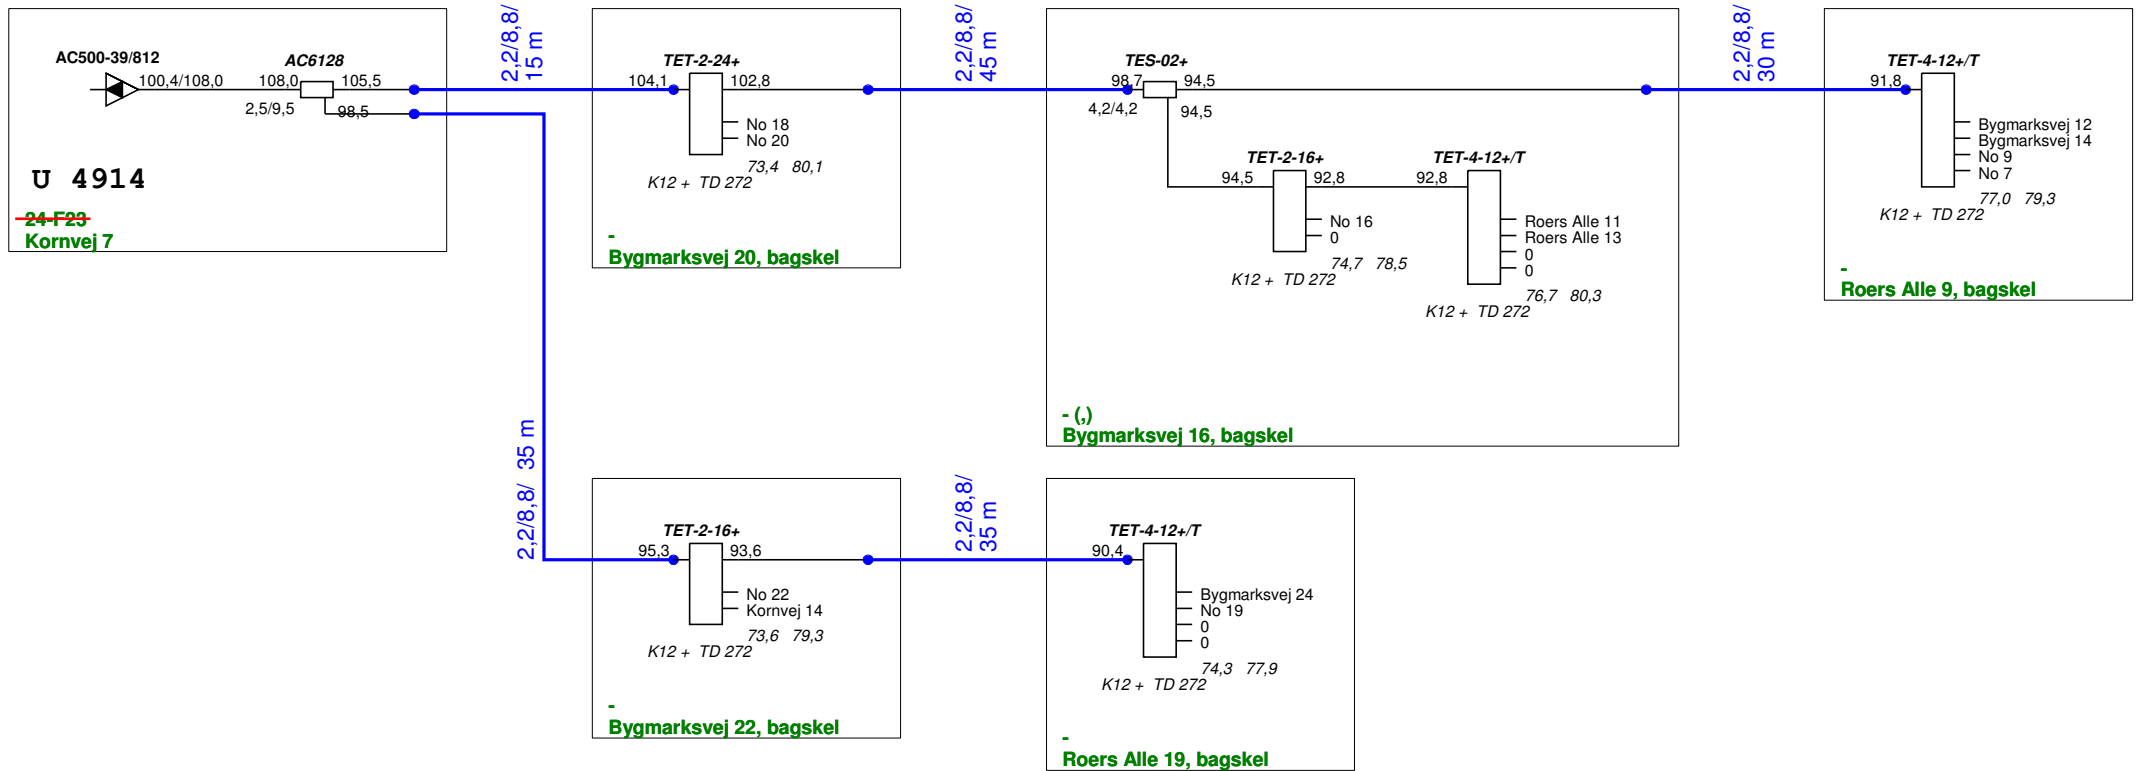 AC500-39/812
100,4/108,0
AC6128
108,0
105,5
2,5/9,5
98,5
U 4914
24-F23
Kornvej 7
2,2/8,8/
15 m
TET-2-24+
104,1
102,8
No 18
No 20
73,4 80,1
K12 + TD 272
-
Bygmarksvej 20, bagskel
2,2/8,8/
45 m
TES-02+
98,7
94,5
4,2/4,2
94,5
TET-2-16+
94,5
92,8
No 16
0
74,7 78,5
K12 + TD 272
TET-4-12+/T
92,8
Roers Alle 11
Roers Alle 13
0
0
76,7 80,3
K12 + TD 272
- (,)
Bygmarksvej 16, bagskel
2,2/8,8/
30 m
TET-4-12+/T
91,8
Bygmarksvej 12
Bygmarksvej 14
No 9
No 7
77,0 79,3
K12 + TD 272
-
Roers Alle 9, bagskel
2,2/8,8/ 35 m
TET-2-16+
95,3
93,6
No 22
Kornvej 14
73,6 79,3
K12 + TD 272
-
Bygmarksvej 22, bagskel
2,2/8,8/
35 m
TET-4-12+/T
90,4
Bygmarksvej 24
No 19
0
0
74,3 77,9
K12 + TD 272
-
Roers Alle 19, bagskel